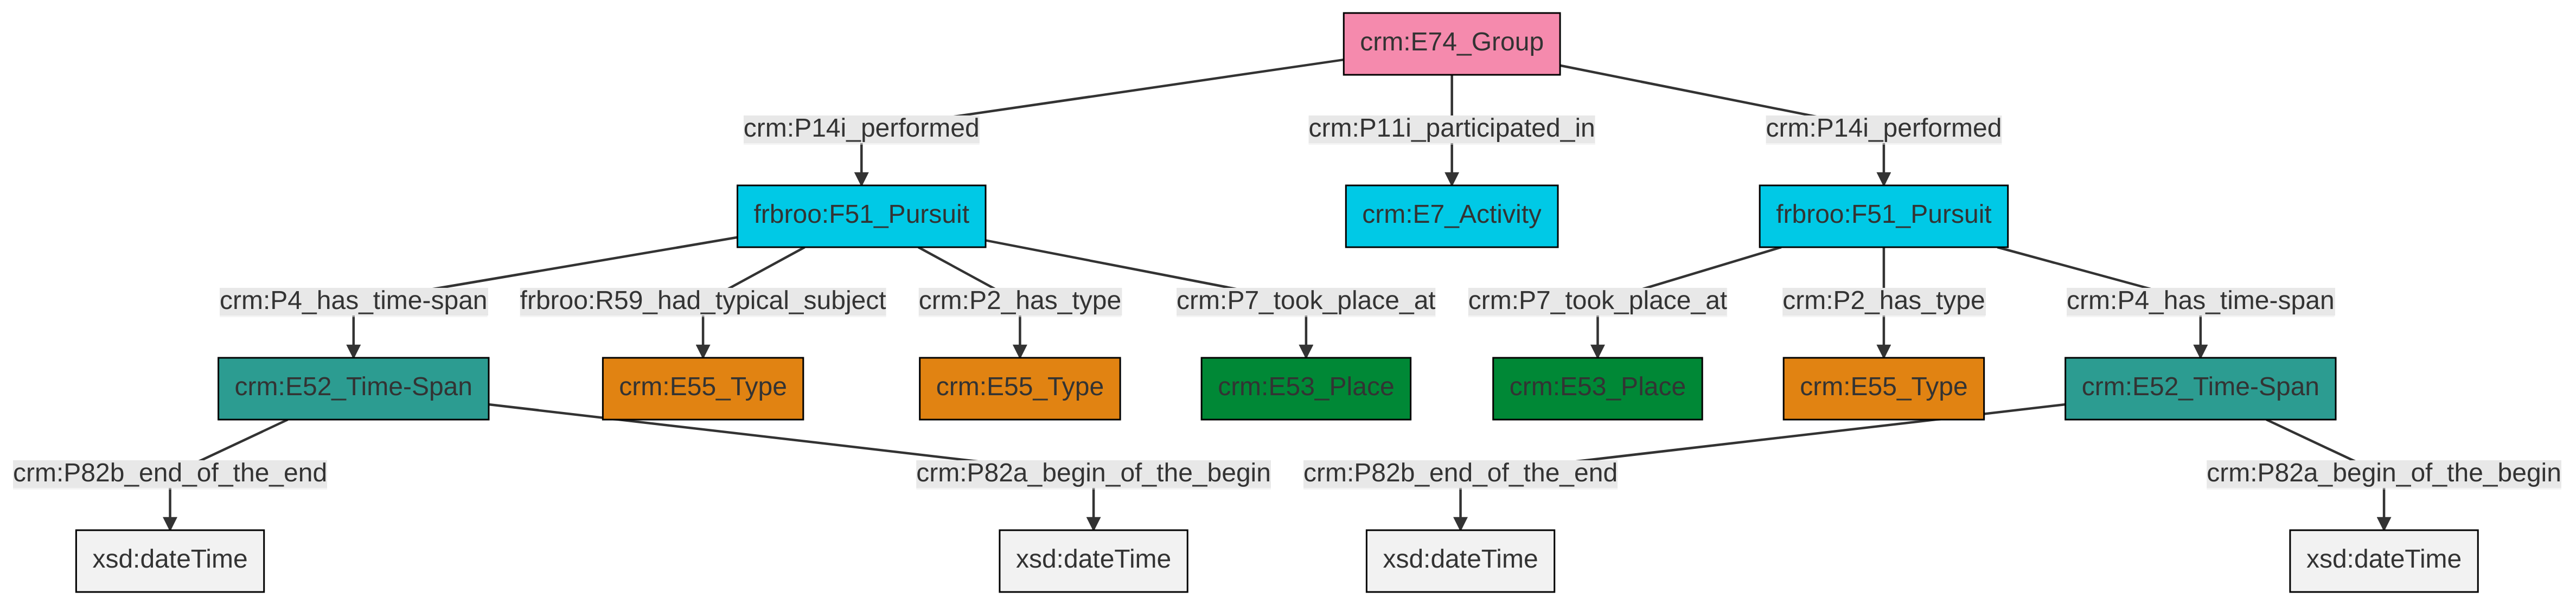 crm:E74_Group
crm:P14i_performed
crm:P11i_participated_in
crm:P14i_performed
frbroo:F51_Pursuit
crm:E7_Activity
frbroo:F51_Pursuit
crm:P4_has_time-span
frbroo:R59_had_typical_subject
crm:P2_has_type
crm:P7_took_place_at
crm:P7_took_place_at
crm:P2_has_type
crm:P4_has_time-span
crm:E52_Time-Span
crm:E55_Type
crm:E55_Type
crm:E53_Place
crm:E53_Place
crm:E55_Type
crm:E52_Time-Span
crm:P82b_end_of_the_end
crm:P82a_begin_of_the_begin
crm:P82b_end_of_the_end
crm:P82a_begin_of_the_begin
xsd:dateTime
xsd:dateTime
xsd:dateTime
xsd:dateTime